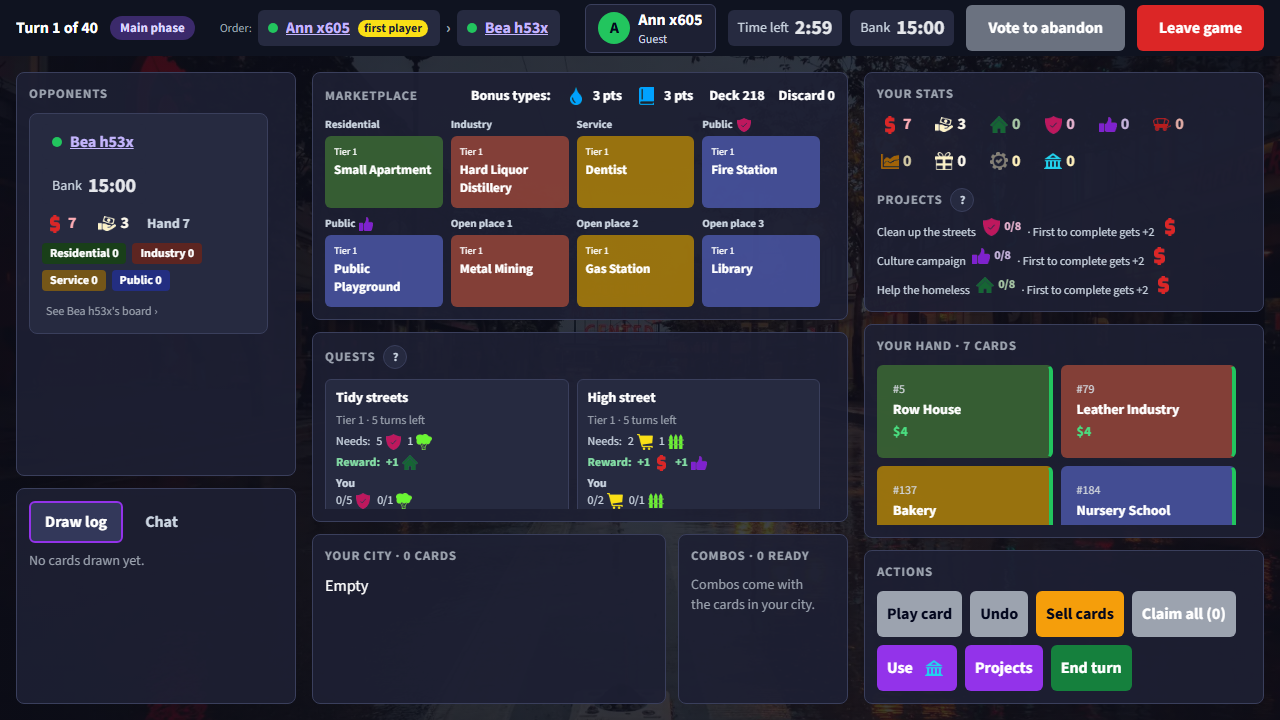 Turn 1 of 40 Main phase Order: Ann x605 first player › Bea h53x A Ann x605 Guest Time left 2:59 Bank 15:00 Vote to abandon Leave game
OPPONENTS
Bea h53x
Bank 15:00
7 3 Hand 7
Residential 0 Industry 0
Service 0 Public 0
See Bea h53x's board ›
Draw log Chat
No cards drawn yet.
MARKETPLACE Bonus types: 3 pts 3 pts Deck 218 Discard 0
Residential Industry Service Public
Tier 1 Tier 1 Tier 1 Tier 1
Small Apartment Hard Liquor Distillery Dentist Fire Station
Public Open place 1 Open place 2 Open place 3
Tier 1 Tier 1 Tier 1 Tier 1
Public Playground Metal Mining Gas Station Library
QUESTS ?
Tidy streets
Tier 1 · 5 turns left
Needs: 5 1
Reward: +1
You
0/5 0/1
High street
Tier 1 · 5 turns left
Needs: 2 1
Reward: +1 +1
You
0/2 0/1
YOUR CITY · 0 CARDS
Empty
COMBOS · 0 READY
Combos come with
the cards in your city.
YOUR STATS
7 3 0 0 0 0
0 0 0 0
PROJECTS ?
Clean up the streets 0/8 · First to complete gets +2
Culture campaign 0/8 · First to complete gets +2
Help the homeless 0/8 · First to complete gets +2
YOUR HAND · 7 CARDS
#5 #79
Row House Leather Industry
$4 $4
#137 #184
Bakery Nursery School
ACTIONS
Play card Undo Sell cards Claim all (0)
Use Projects End turn